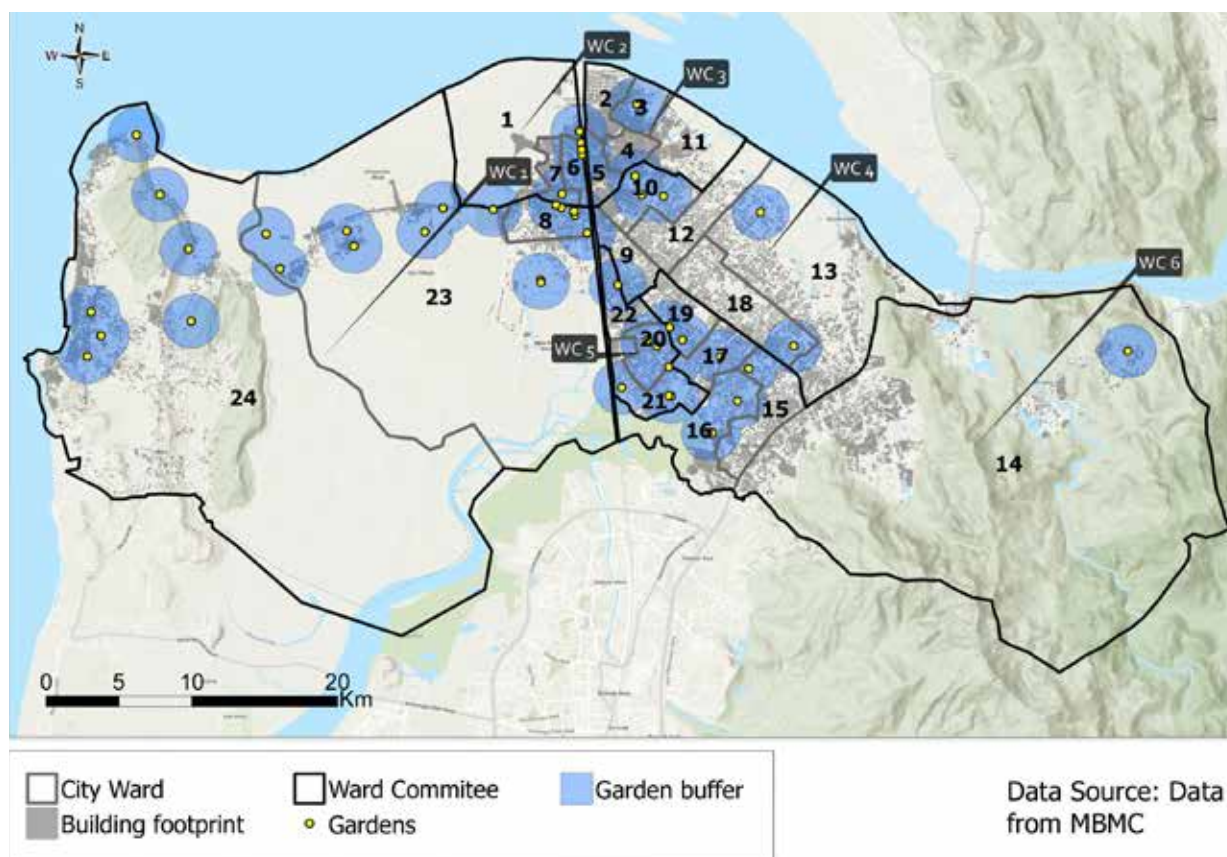 N
W E
S
WC 2
WC 3
2
3
1
11
4
7
6
5
WC 1
10
WC 4
8
12
9
13
WC 6
23
18
22
19
20
WC 5
17
24
21
15
16
14
0 5 10 20
Km
City Ward
Ward Commitee
Garden buffer
Building footprint
Gardens
Data Source: Data
from MBMC